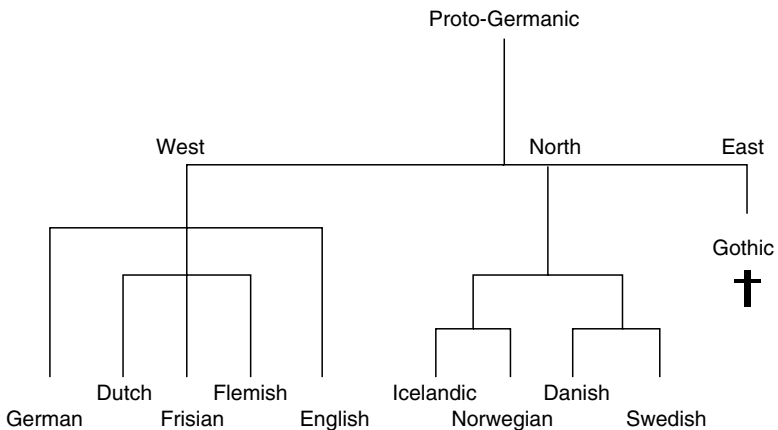 Proto-Germanic
West North East
Gothic
Dutch Flemish Icelandic Danish
German Frisian English Norwegian Swedish